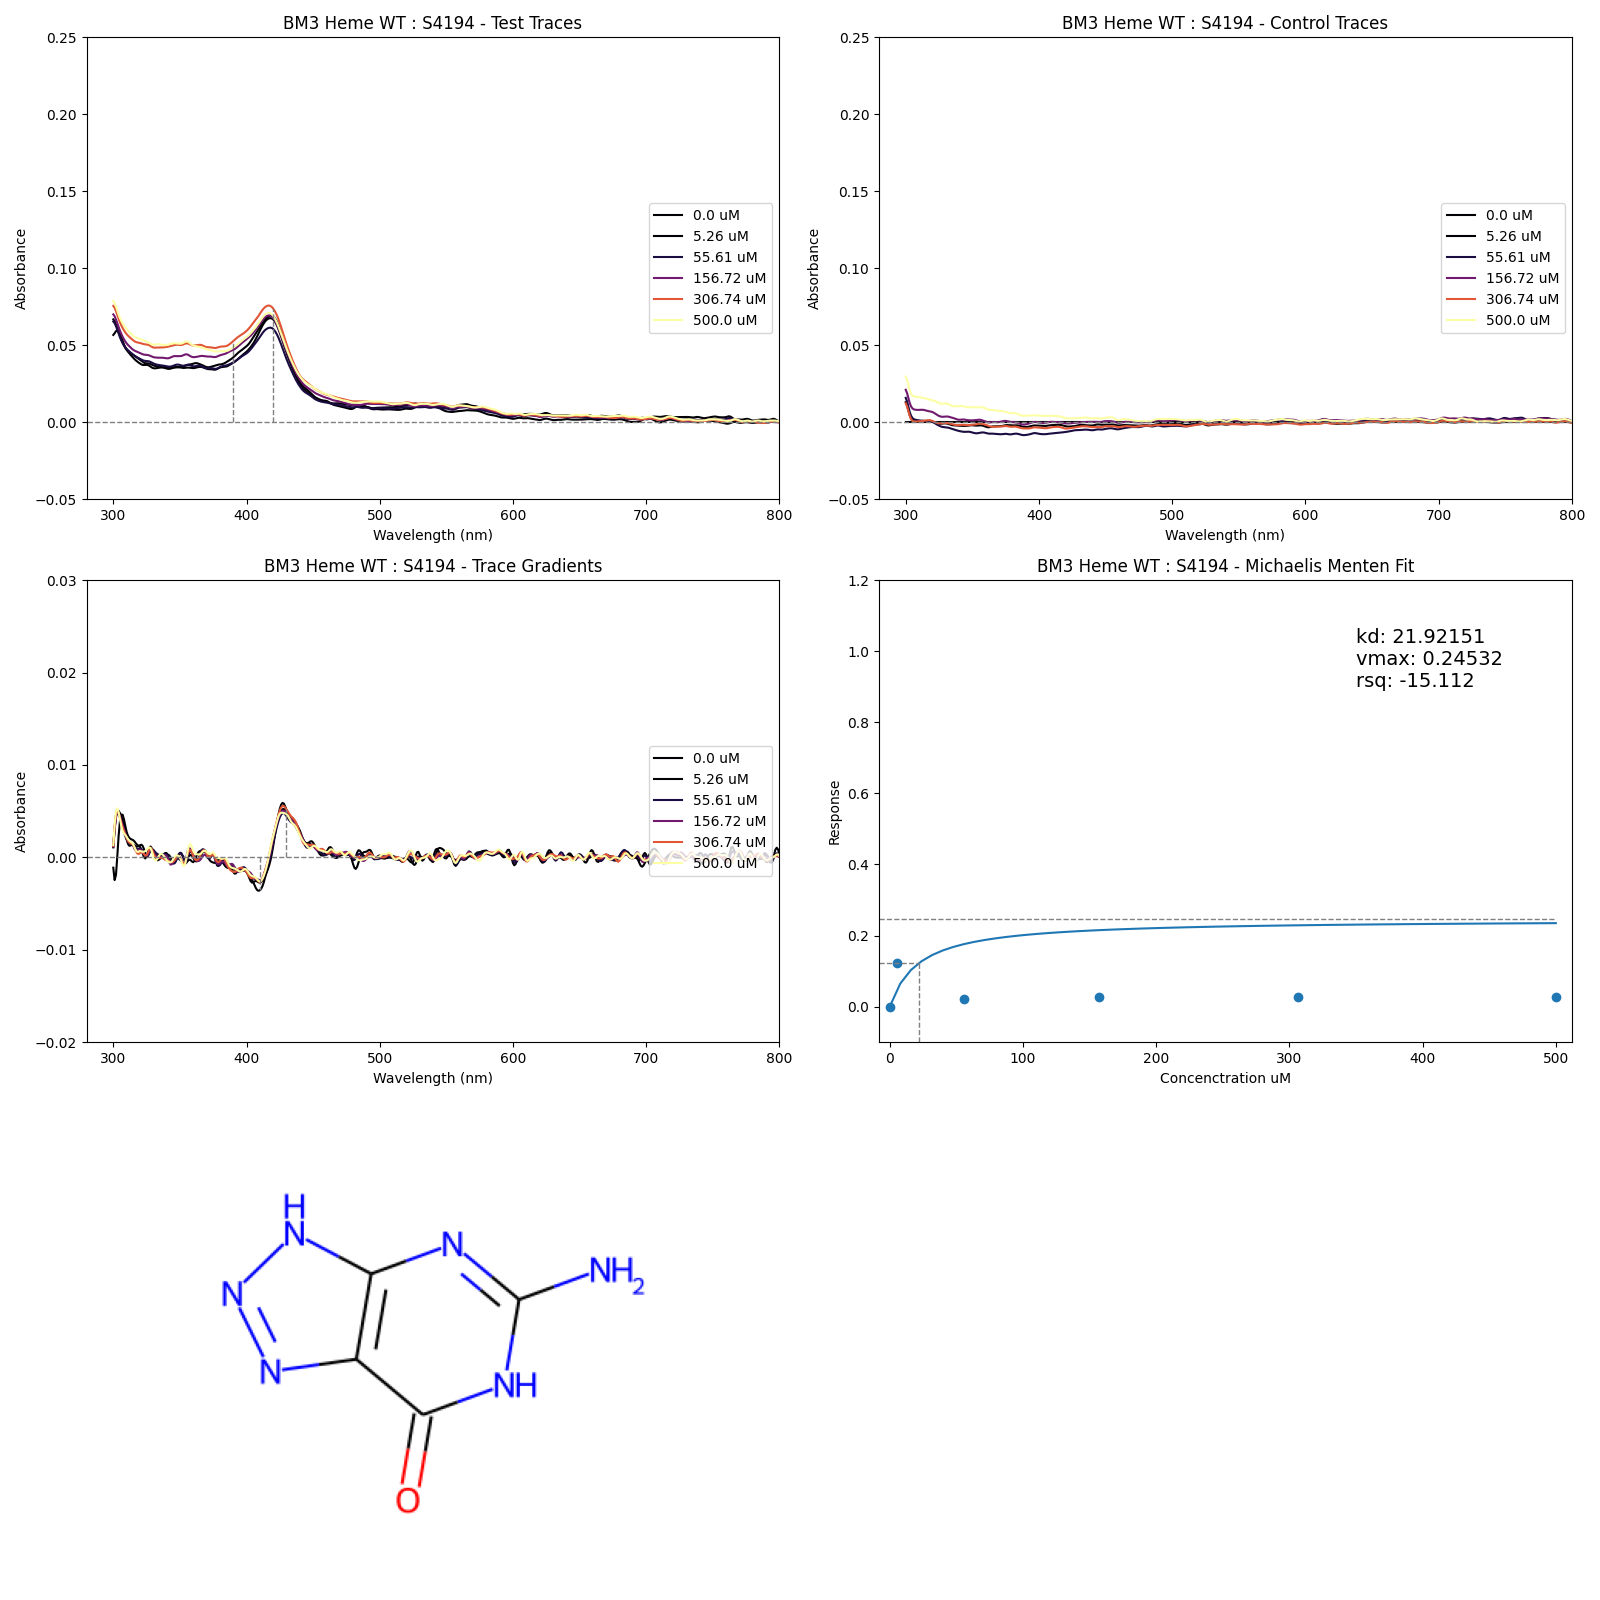 BM3 Heme WT : S4194 - Test Traces
0.25
0.20
0.15
0.10
0.05
0.00
−0.05
Absorbance
300 400 500 600 700 800
Wavelength (nm)
0.0 uM
5.26 uM
55.61 uM
156.72 uM
306.74 uM
500.0 uM
BM3 Heme WT : S4194 - Control Traces
0.25
0.20
0.15
0.10
0.05
0.00
−0.05
Absorbance
300 400 500 600 700 800
Wavelength (nm)
0.0 uM
5.26 uM
55.61 uM
156.72 uM
306.74 uM
500.0 uM
BM3 Heme WT : S4194 - Trace Gradients
0.03
0.02
0.01
0.00
−0.01
−0.02
Absorbance
300 400 500 600 700 800
Wavelength (nm)
0.0 uM
5.26 uM
55.61 uM
156.72 uM
306.74 uM
500.0 uM
BM3 Heme WT : S4194 - Michaelis Menten Fit
1.2
1.0
0.8
0.6
0.4
0.2
0.0
Response
0 100 200 300 400 500
Concenctration uM
kd: 21.92151
vmax: 0.24532
rsq: -15.112
H
N
N
NH2
N
N
NH
O